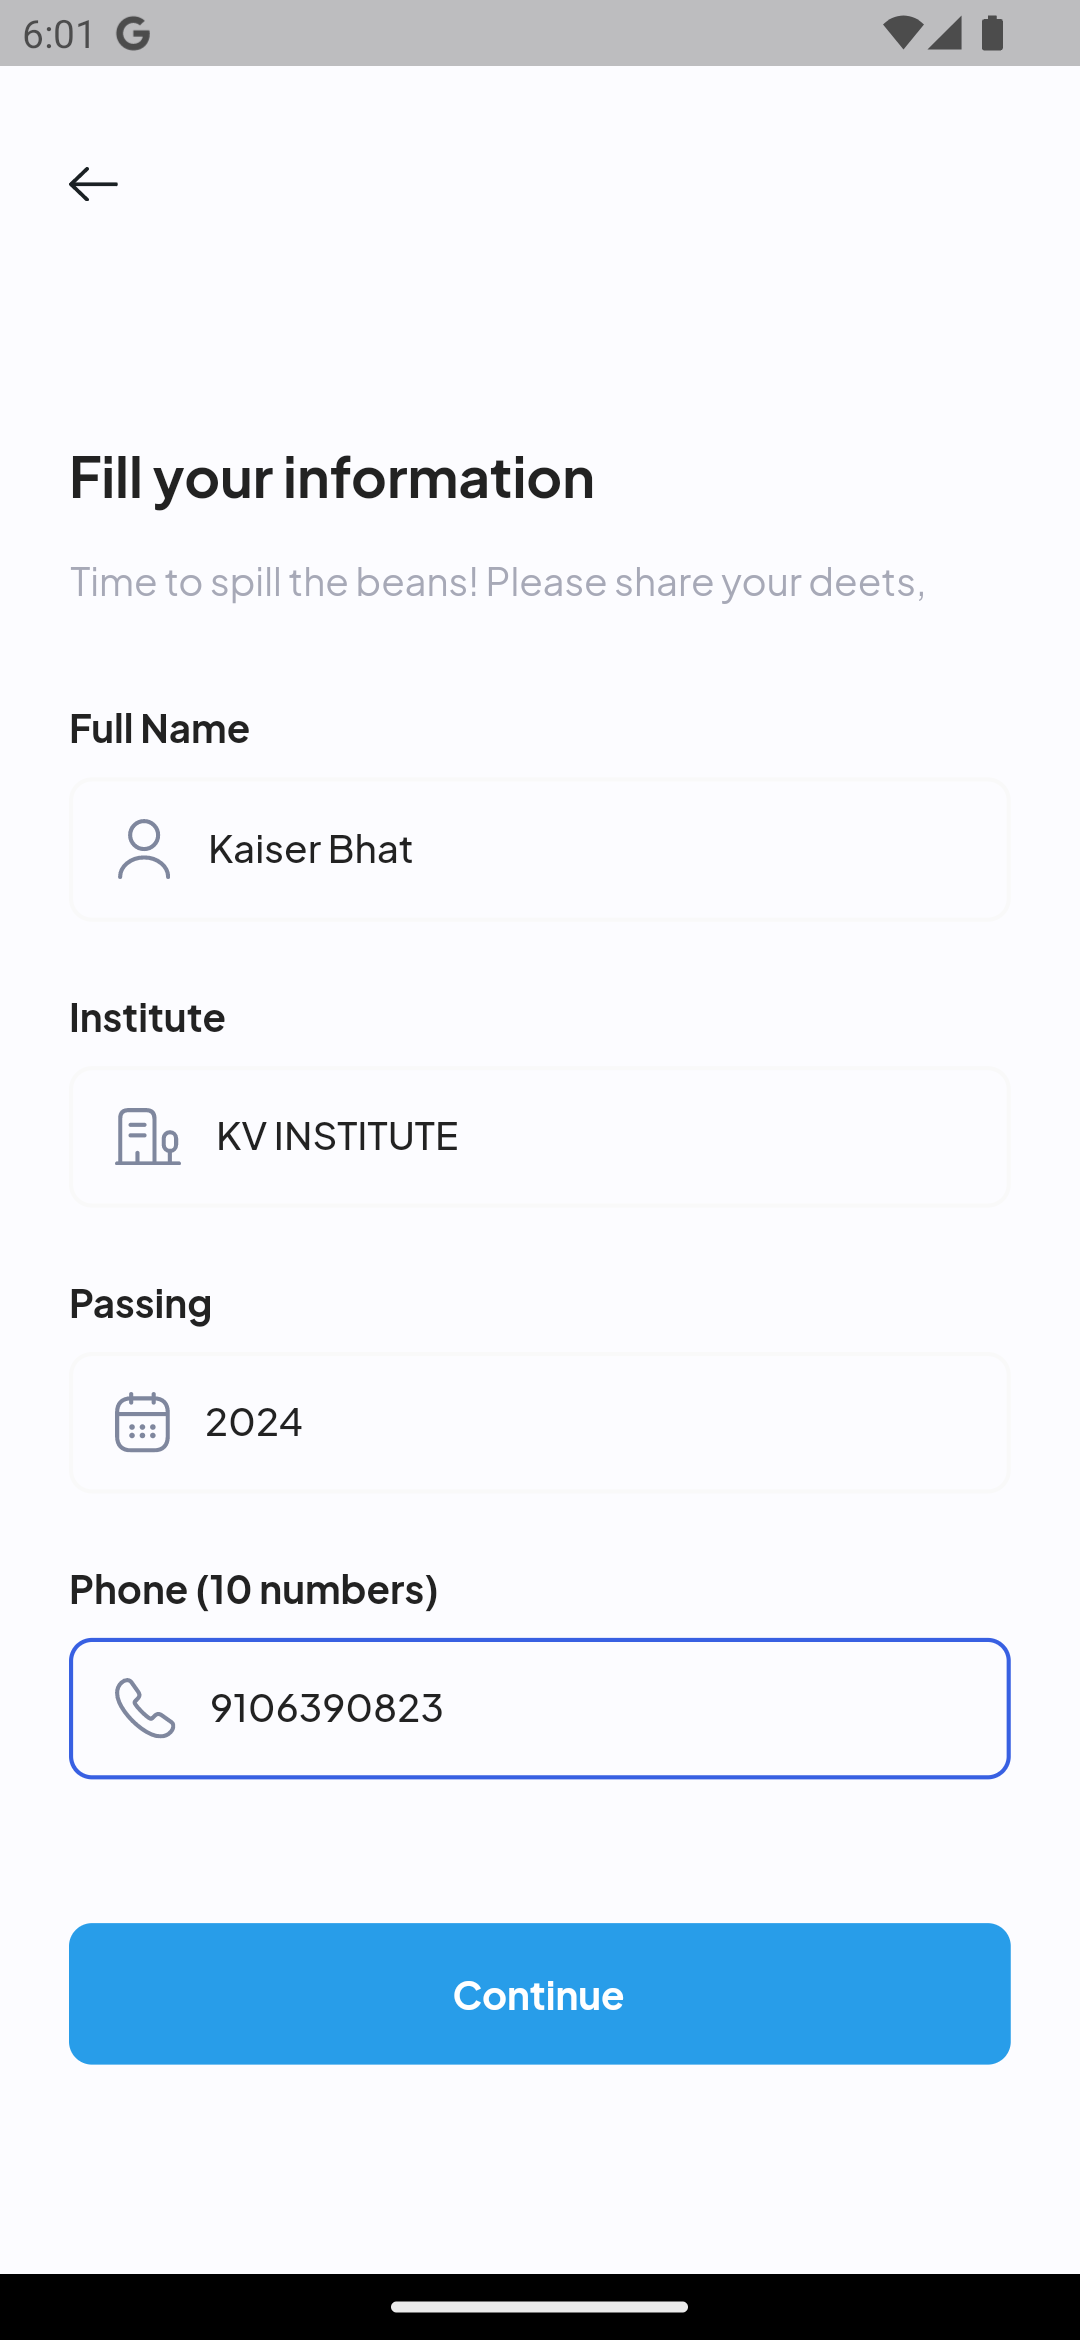 6:01 G
Fill your information
Time to spill the beans! Please share your deets,
Full Name
Kaiser Bhat
Institute
KV INSTITUTE
Passing
2024
Phone (10 numbers)
9106390823
Continue